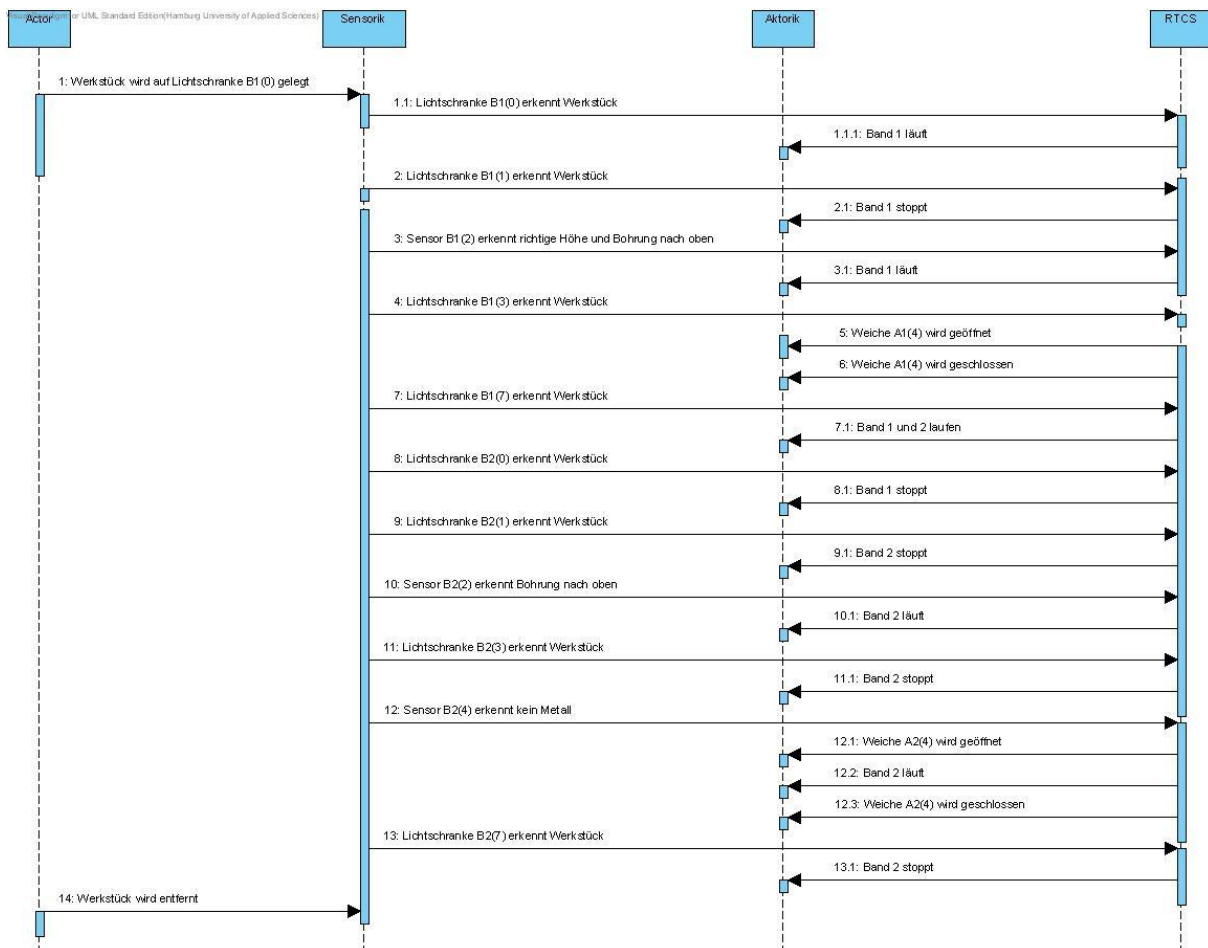 Actor
or UML Standard Edition(Hamburg University of Applied Sciences)
Sensorik
Aktorik
RTCS
1: Werkstück wird auf Lichtschranke B1(0) gelegt
1.1: Lichtschranke B1(0) erkennt Werkstück
1.1.1: Band 1 läuft
2: Lichtschranke B1(1) erkennt Werkstück
2.1: Band 1 stoppt
3: Sensor B1(2) erkennt richtige Höhe und Bohrung nach oben
3.1: Band 1 läuft
4: Lichtschranke B1(3) erkennt Werkstück
5: Weiche A1(4) wird geöffnet
6: Weiche A1(4) wird geschlossen
7: Lichtschranke B1(7) erkennt Werkstück
7.1: Band 1 und 2 laufen
8: Lichtschranke B2(0) erkennt Werkstück
8.1: Band 1 stoppt
9: Lichtschranke B2(1) erkennt Werkstück
9.1: Band 2 stoppt
10: Sensor B2(2) erkennt Bohrung nach oben
10.1: Band 2 läuft
11: Lichtschranke B2(3) erkennt Werkstück
11.1: Band 2 stoppt
12: Sensor B2(4) erkennt kein Metall
12.1: Weiche A2(4) wird geöffnet
12.2: Band 2 läuft
12.3: Weiche A2(4) wird geschlossen
13: Lichtschranke B2(7) erkennt Werkstück
13.1: Band 2 stoppt
14: Werkstück wird entfernt